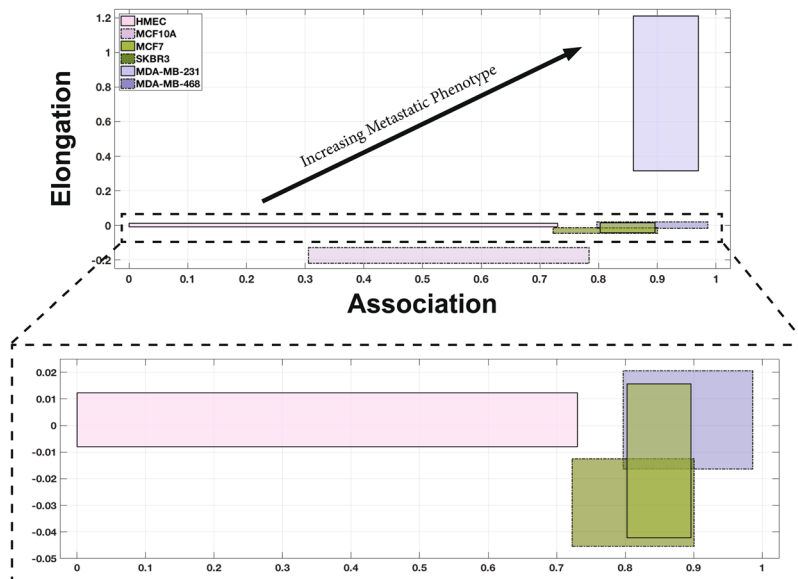 1.2
1
0.8
0.6
0.4
0.2
0
-0.2
Elongation
HMEC
MCF10A
MCF7
SKBR3
MDA-MB-231
MDA-MB-468
Increasing Metastatic Phenotype
0 0.1 0.2 0.3 0.4 0.5 0.6 0.7 0.8 0.9 1
Association
0.02
0.01
0
-0.01
-0.02
-0.03
-0.04
-0.05
0 0.1 0.2 0.3 0.4 0.5 0.6 0.7 0.8 0.9 1